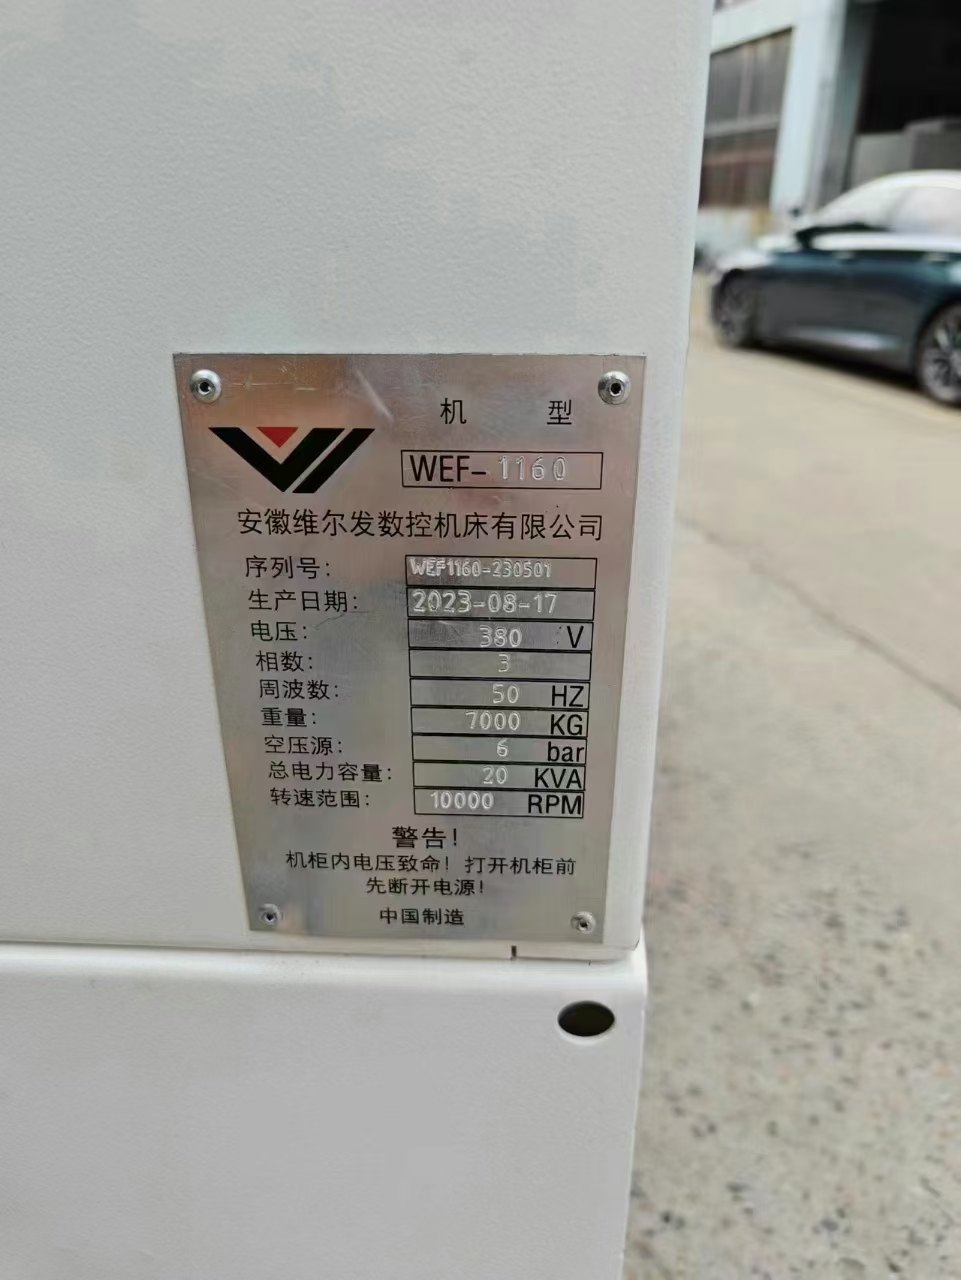 机 型
WEF-1160
安徽维尔发数控机床有限公司
序列号: WEF1160-230501
生产日期: 2023-08-17
电压: 380 V
相数: 3
周波数: 50 HZ
重量: 7000 KG
空压源: 6 bar
总电力容量: 20 KVA
转速范围: 10000 RPM
警告!
机柜内电压致命! 打开机柜前
先断开电源!
中国制造